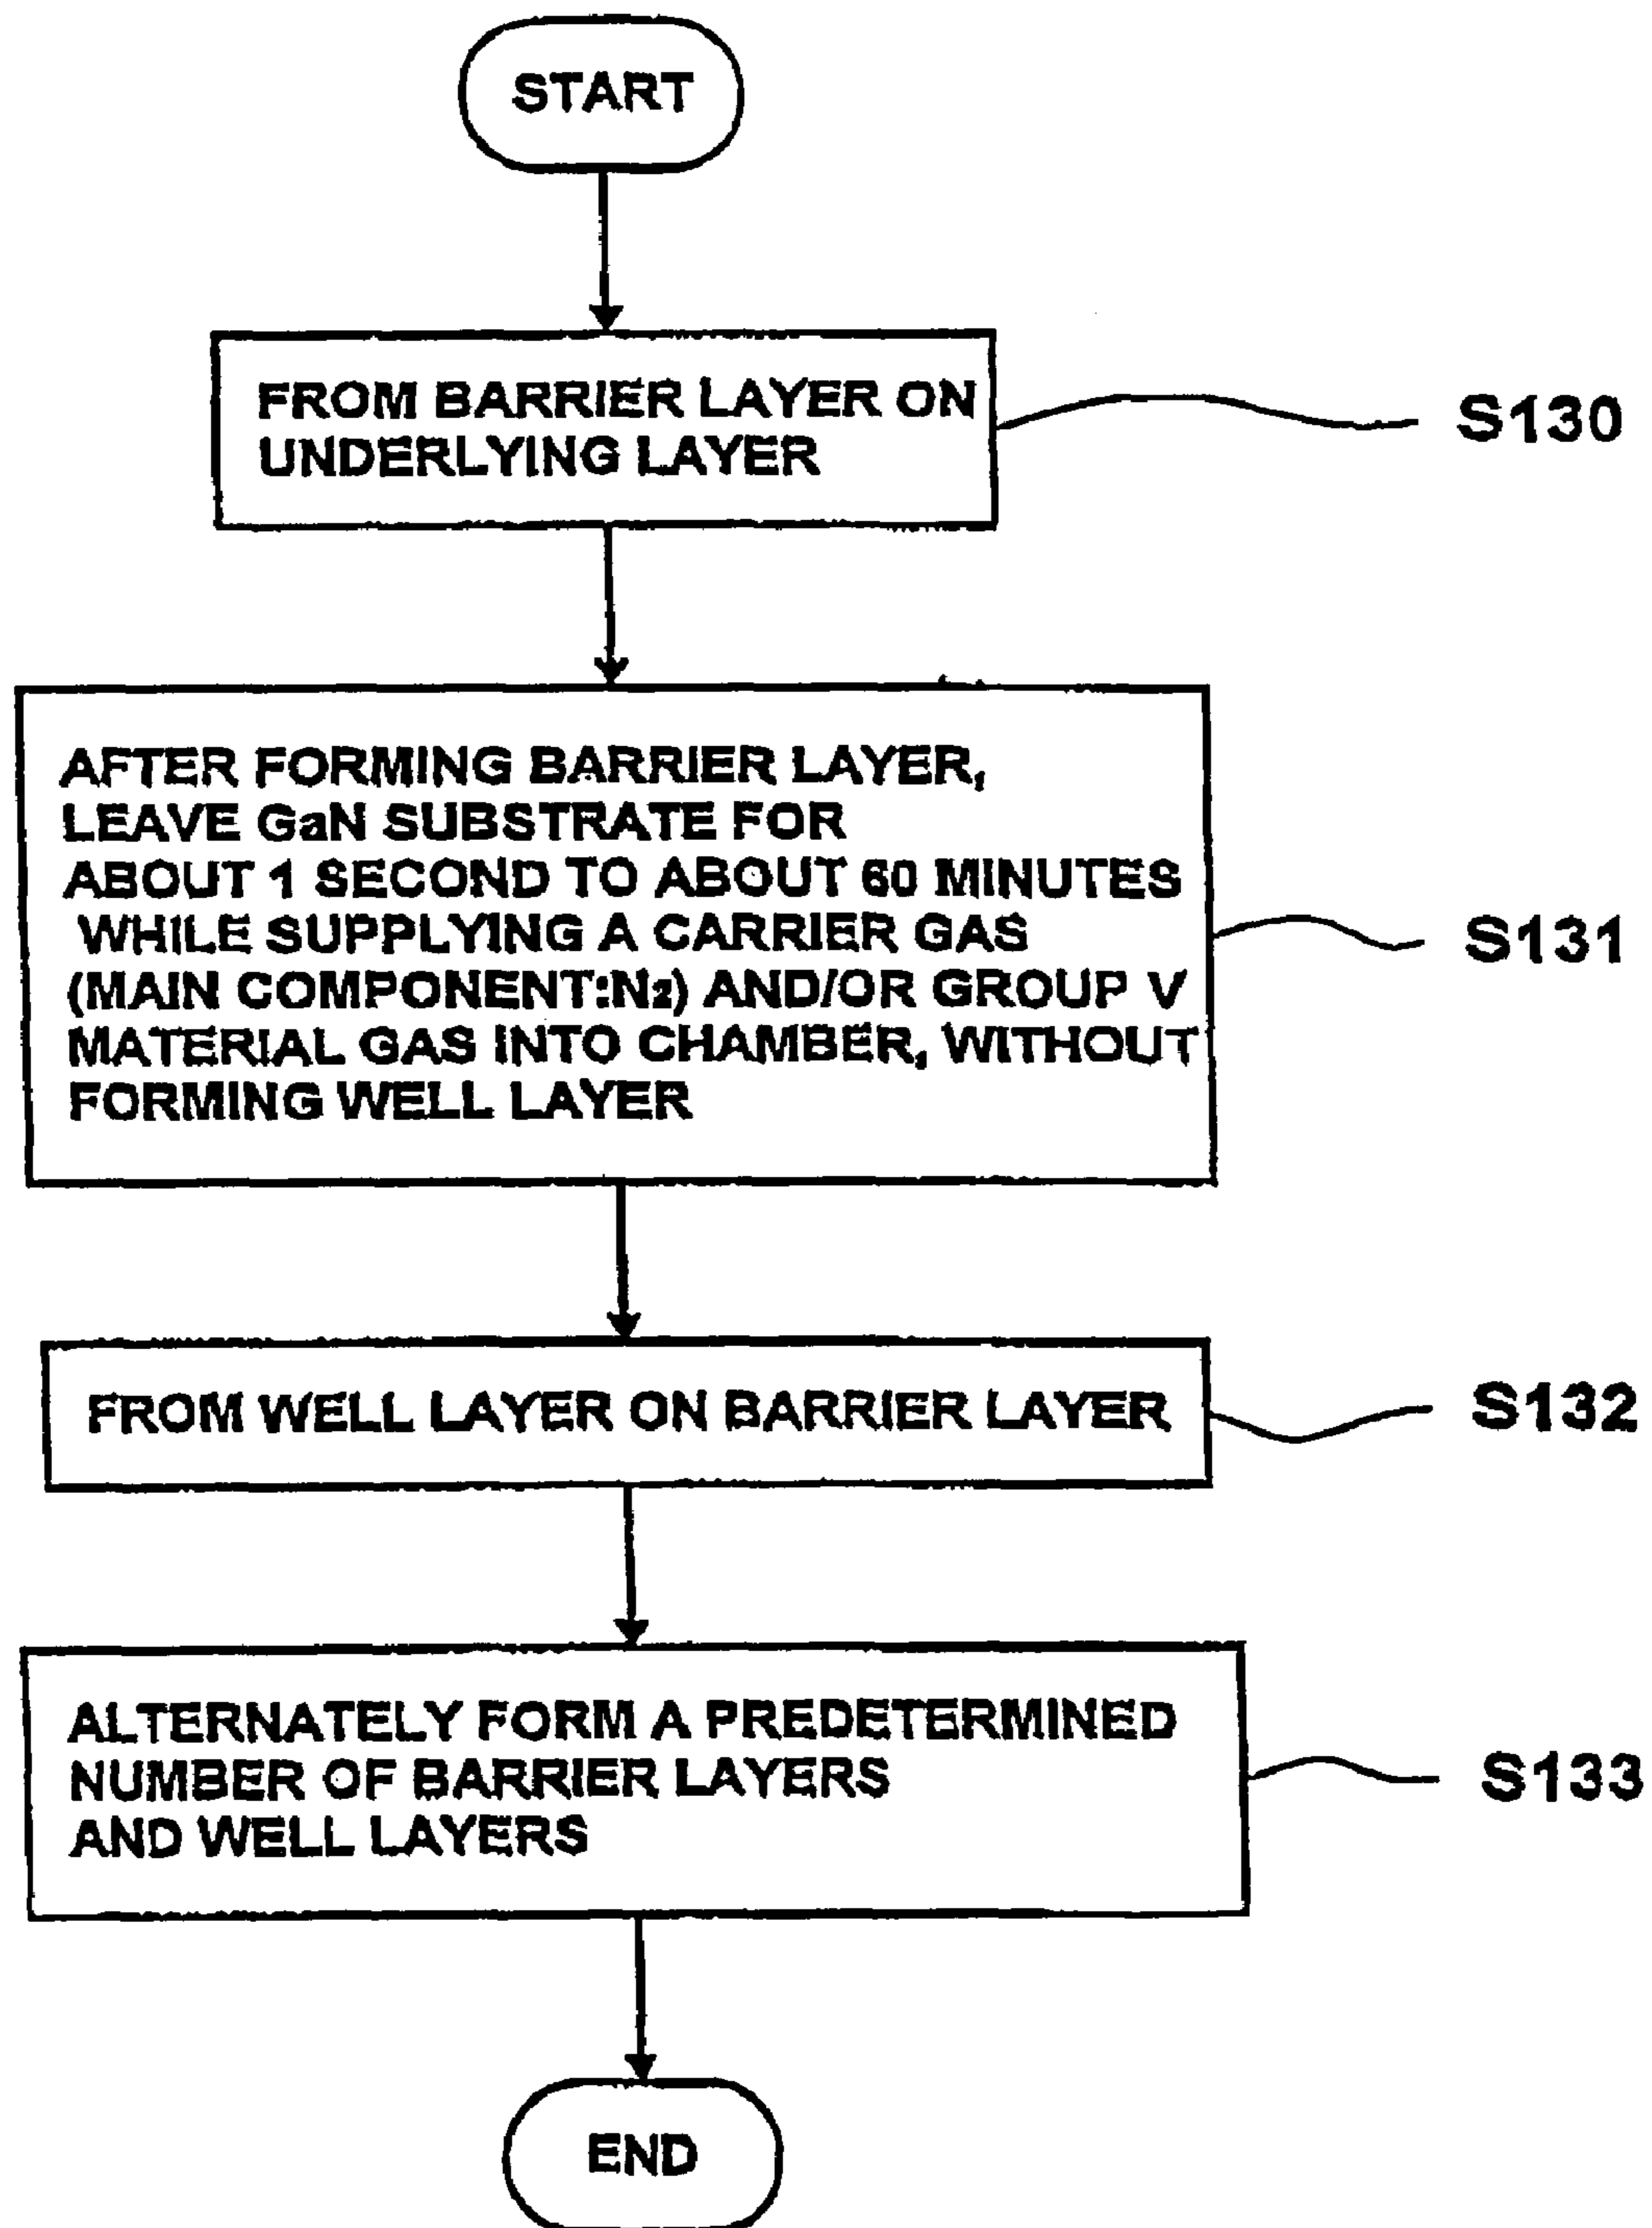 START
FROM BARRIER LAYER ON
UNDERLYING LAYER
S130
AFTER FORMING BARRIER LAYER,
LEAVE GaN SUBSTRATE FOR
ABOUT 1 SECOND TO ABOUT 60 MINUTES
WHILE SUPPLYING A CARRIER GAS
(MAIN COMPONENT:N₂) AND/OR GROUP V
MATERIAL GAS INTO CHAMBER, WITHOUT
FORMING WELL LAYER
S131
FROM WELL LAYER ON BARRIER LAYER
S132
ALTERNATELY FORM A PREDETERMINED
NUMBER OF BARRIER LAYERS
AND WELL LAYERS
S133
END